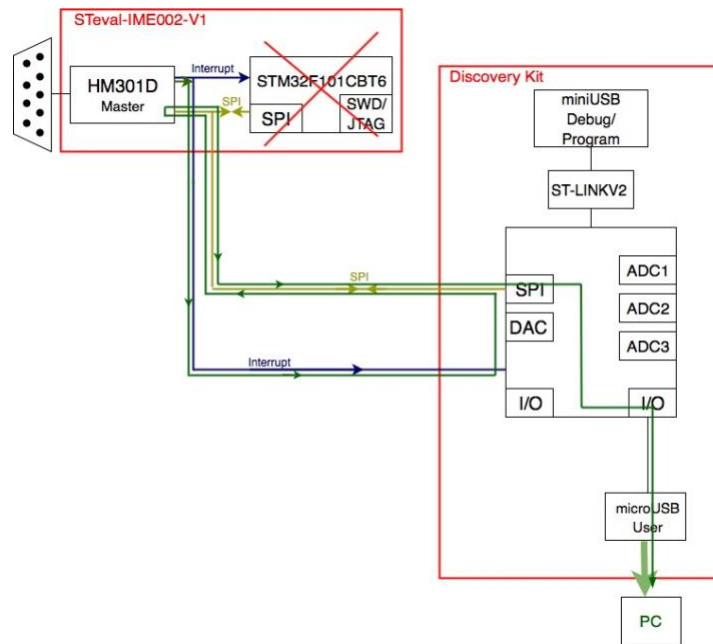 STeval-IME002-V1
HM301D
Master
Interrupt
SPI
STM32F101CBT6
SPI
SWD/
JTAG
Discovery Kit
miniUSB
Debug/
Program
ST-LINKV2
SPI
SPI
DAC
I/O
ADC1
ADC2
ADC3
I/O
Interrupt
microUSB
User
PC